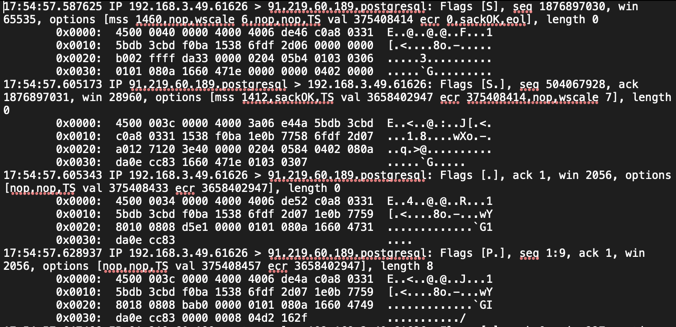 17:54:57.587625 IP 192.168.3.49.61626 > 91.219.60.189.postgresql: Flags [S], seq 1876897030, win
65535, options [mss 1460,nop,wscale 6,nop,nop,TS val 375408414 ecr 0,sackOK,eol], length 0
0x0000: 4500 0040 0000 4000 4006 de46 c0a8 0331 E..@..@.@..F...1
0x0010: 5bdb 3cbd f0ba 1538 6fdf 2d06 0000 0000 [.<....8o.-.....
0x0020: b002 ffff da33 0000 0204 05b4 0103 0306 .....3..........
0x0030: 0101 080a 1660 471e 0000 0000 0402 0000 .....`G.........
17:54:57.605173 IP 91.219.60.189.postgresql > 192.168.3.49.61626: Flags [S.], seq 504067928, ack
1876897031, win 28960, options [mss 1412,sackOK,TS val 3658402947 ecr 375408414,nop,wscale 7], length
0
0x0000: 4500 003c 0000 4000 3a06 e44a 5bdb 3cbd E..<..@.:..J[.<.
0x0010: c0a8 0331 1538 f0ba 1e0b 7758 6fdf 2d07 ...1.8....wXo.-.
0x0020: a012 7120 3e40 0000 0204 0584 0402 080a ..q.>@..........
0x0030: da0e cc83 1660 471e 0103 0307 .....`G.....
17:54:57.605343 IP 192.168.3.49.61626 > 91.219.60.189.postgresql: Flags [.], ack 1, win 2056, options
[nop,nop,TS val 375408433 ecr 3658402947], length 0
0x0000: 4500 0034 0000 4000 4006 de52 c0a8 0331 E..4..@.@..R...1
0x0010: 5bdb 3cbd f0ba 1538 6fdf 2d07 1e0b 7759 [.<....8o.-...wY
0x0020: 8010 0808 d5e1 0000 0101 080a 1660 4731 .............`G1
0x0030: da0e cc83 ....
17:54:57.628937 IP 192.168.3.49.61626 > 91.219.60.189.postgresql: Flags [P.], seq 1:9, ack 1, win
2056, options [nop,nop,TS val 375408457 ecr 3658402947], length 8
0x0000: 4500 003c 0000 4000 4006 de4a c0a8 0331 E..<..@.@..J...1
0x0010: 5bdb 3cbd f0ba 1538 6fdf 2d07 1e0b 7759 [.<....8o.-...wY
0x0020: 8018 0808 bab0 0000 0101 080a 1660 4749 .............`GI
0x0030: da0e cc83 0000 0008 04d2 162f .........../